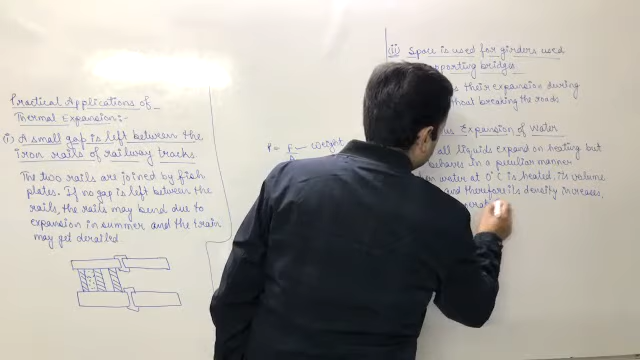 Practical Applications of
Thermal Expansion:-
(i) A small gap is left between the
iron rails of railway tracks.
The two rails are joined by fish
plates. If no gap is left between the
rails, the rails may bend due to
expansion in summer and the train
may get derailed.
P = F — Weight
A
(ii) Space is used for girders used
supporting bridges
their expansion during
without breaking the roads
Expansion of Water
all liquids expand on heating but
behaves in a peculiar manner
water at 0°C is heated, its volume
and therefore its density increases,